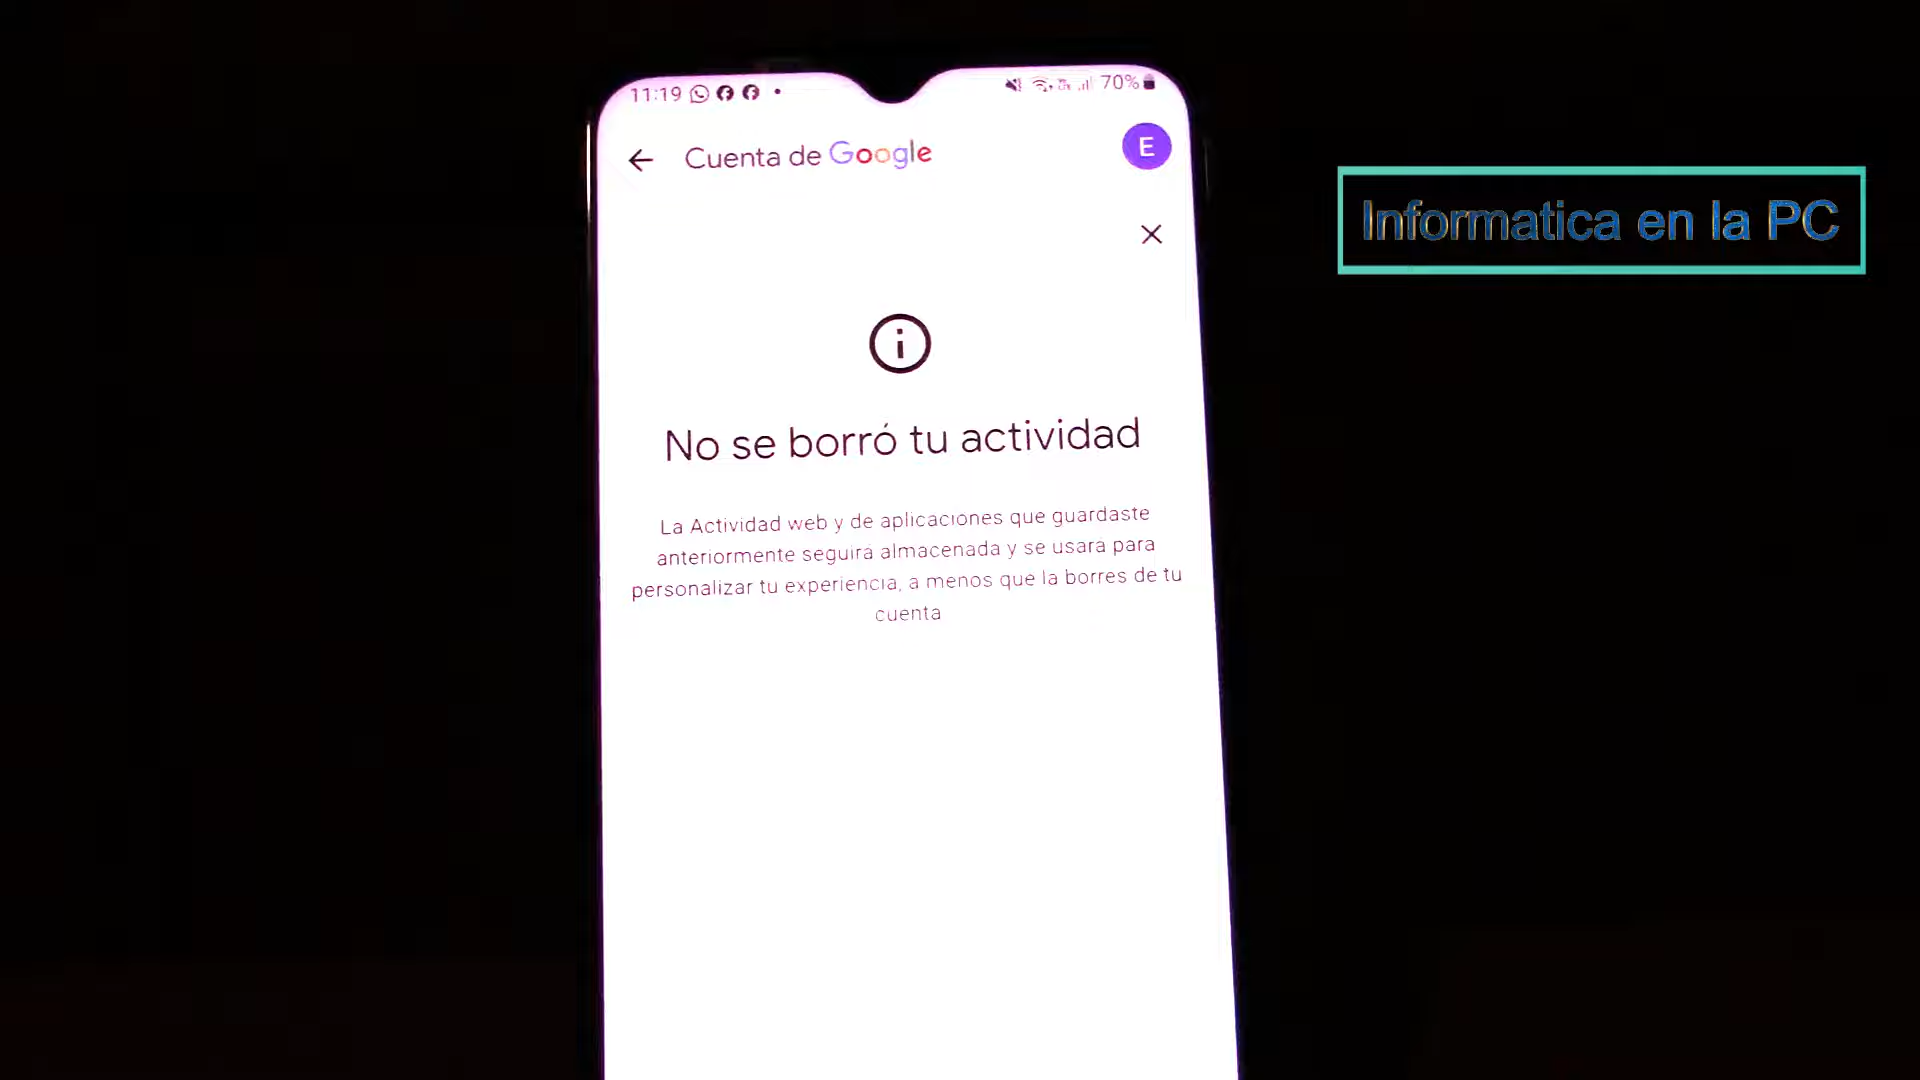 11:19
70%
Cuenta de Google
E
Informatica en la PC
No se borró tu actividad
La Actividad web y de aplicaciones que guardaste
anteriormente seguirá almacenada y se usará para
personalizar tu experiencia, a menos que la borres de tu
cuenta